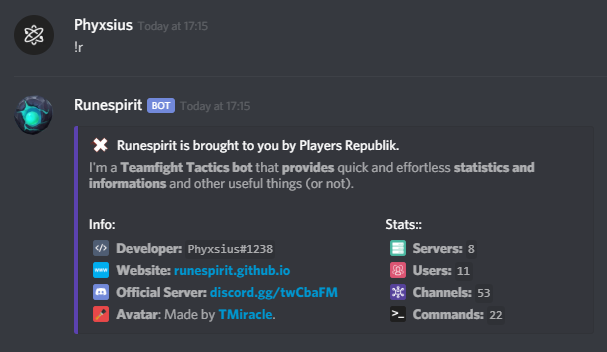 Phyxsius Today at 17:15
!r
Runespirit BOT Today at 17:15
Runespirit is brought to you by Players Republik.
I'm a Teamfight Tactics bot that provides quick and effortless statistics and
informations and other useful things (or not).
Info:
</> Developer: Phyxsius#1238
www Website: runespirit.github.io
Official Server: discord.gg/twCbaFM
Avatar: Made by TMiracle.
Stats::
Servers: 8
Users: 11
Channels: 53
>_ Commands: 22